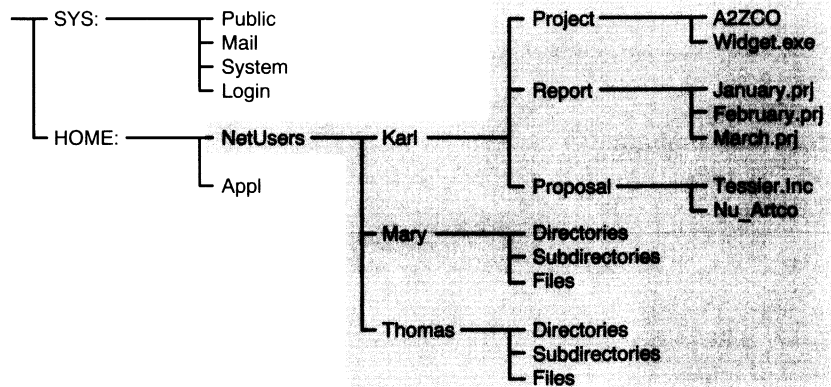 SYS: Public Project A2ZCO
Mail Widget.exe
System
Login Report January.prj
February.prj
HOME: NetUsers Karl March.prj
Appl Proposal Tessier.Inc
Nu_Artco
Mary Directories
Subdirectories
Files
Thomas Directories
Subdirectories
Files